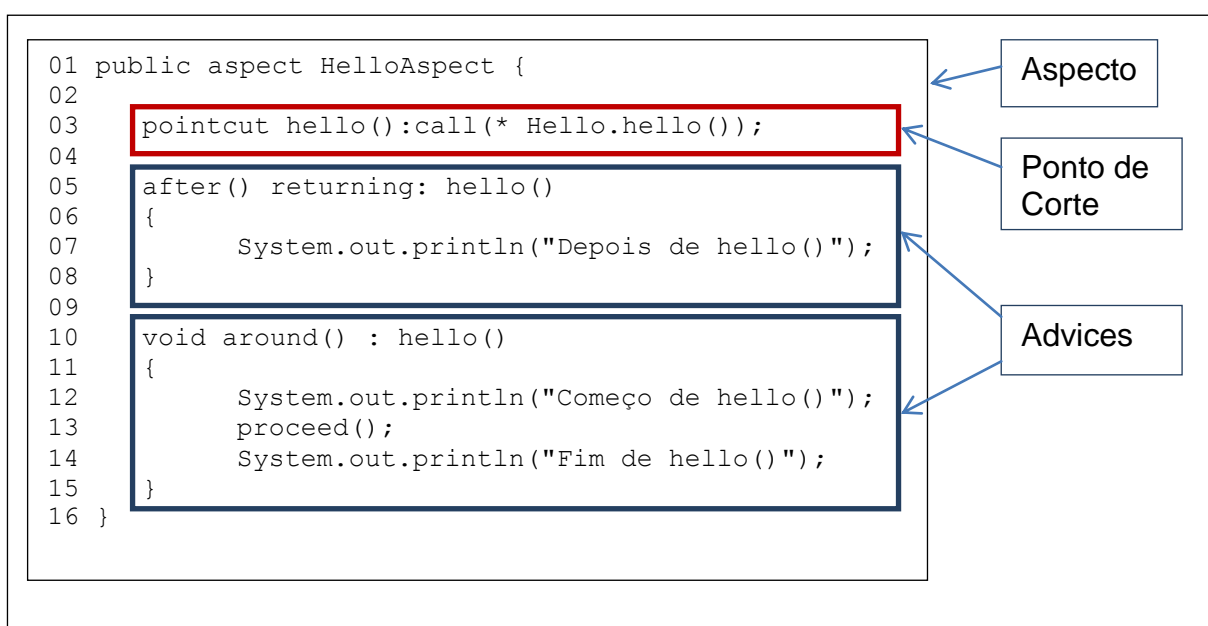 01 public aspect HelloAspect {
02
03 pointcut hello():call(* Hello.hello());
04
05 after() returning: hello()
06 {
07 System.out.println("Depois de hello()");
08 }
09
10 void around() : hello()
11 {
12 System.out.println("Começo de hello()");
13 proceed();
14 System.out.println("Fim de hello()");
15 }
16 }
Aspecto
Ponto de
Corte
Advices